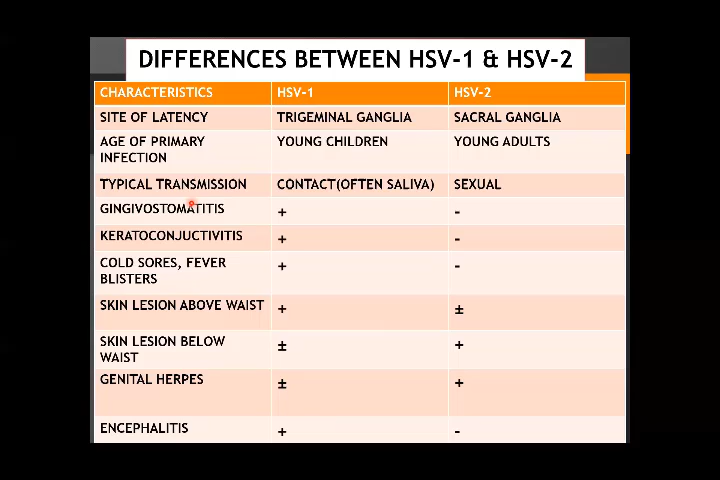 DIFFERENCES BETWEEN HSV-1 & HSV-2
CHARACTERISTICS HSV-1 HSV-2
SITE OF LATENCY TRIGEMINAL GANGLIA SACRAL GANGLIA
AGE OF PRIMARY YOUNG CHILDREN YOUNG ADULTS
INFECTION
TYPICAL TRANSMISSION CONTACT(OFTEN SALIVA) SEXUAL
GINGIVOSTOMATITIS + -
KERATOCONJUCTIVITIS + -
COLD SORES, FEVER + -
BLISTERS
SKIN LESION ABOVE WAIST + ±
SKIN LESION BELOW ± +
WAIST
GENITAL HERPES ± +
ENCEPHALITIS + -